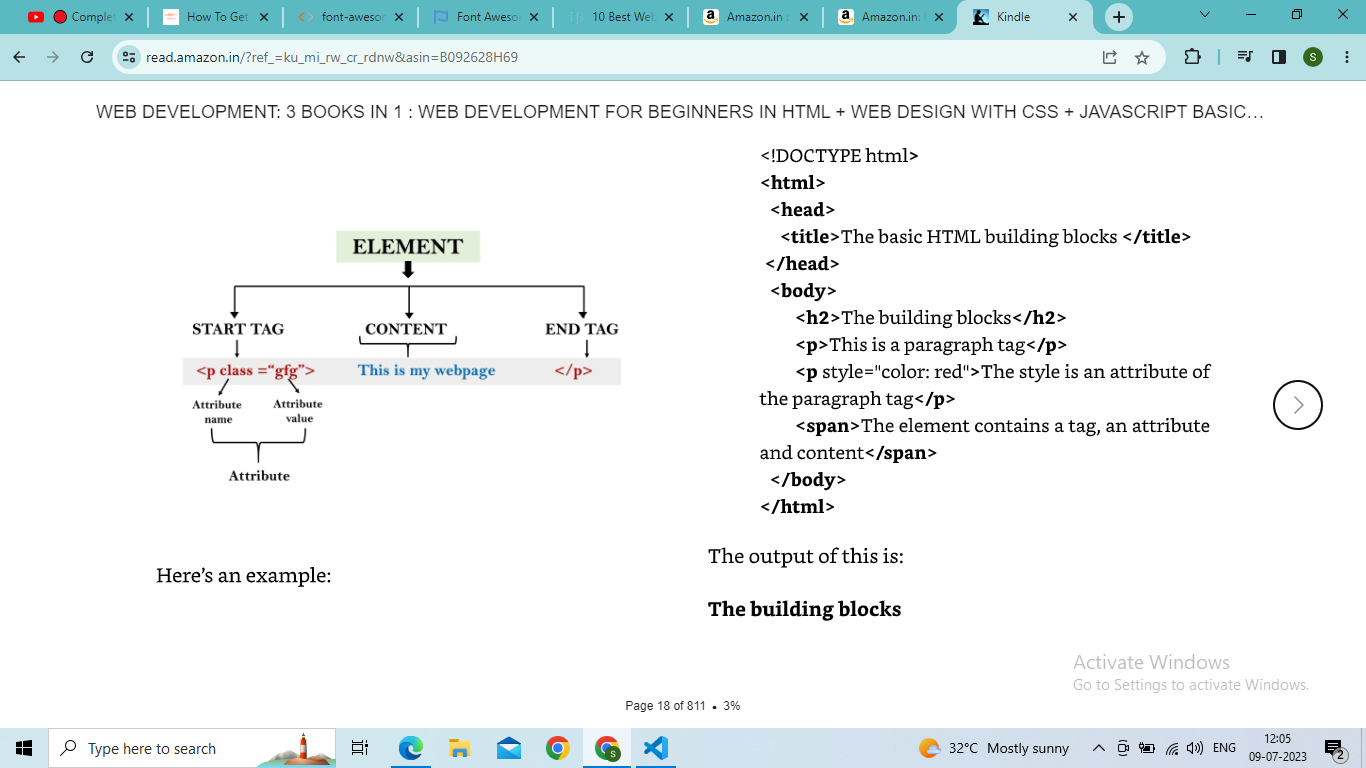 Complet
How To Get
font-awesor
Font Aweso
10 Best Web
Amazon.in :
Amazon.in:
Kindle
read.amazon.in/?ref_=ku_mi_rw_cr_rdnw&asin=B092628H69
S
WEB DEVELOPMENT: 3 BOOKS IN 1 : WEB DEVELOPMENT FOR BEGINNERS IN HTML + WEB DESIGN WITH CSS + JAVASCRIPT BASIC…
ELEMENT
START TAG CONTENT END TAG
<p class =“gfg”> This is my webpage </p>
Attribute
name
Attribute
value
Attribute
Here’s an example:
<!DOCTYPE html>
<html>
<head>
<title>The basic HTML building blocks </title>
</head>
<body>
<h2>The building blocks</h2>
<p>This is a paragraph tag</p>
<p style="color: red">The style is an attribute of
the paragraph tag</p>
<span>The element contains a tag, an attribute
and content</span>
</body>
</html>
The output of this is:
The building blocks
Activate Windows
Go to Settings to activate Windows.
Page 18 of 811 • 3%
Type here to search
S
32°C Mostly sunny
ENG
12:05
09-07-2023
2